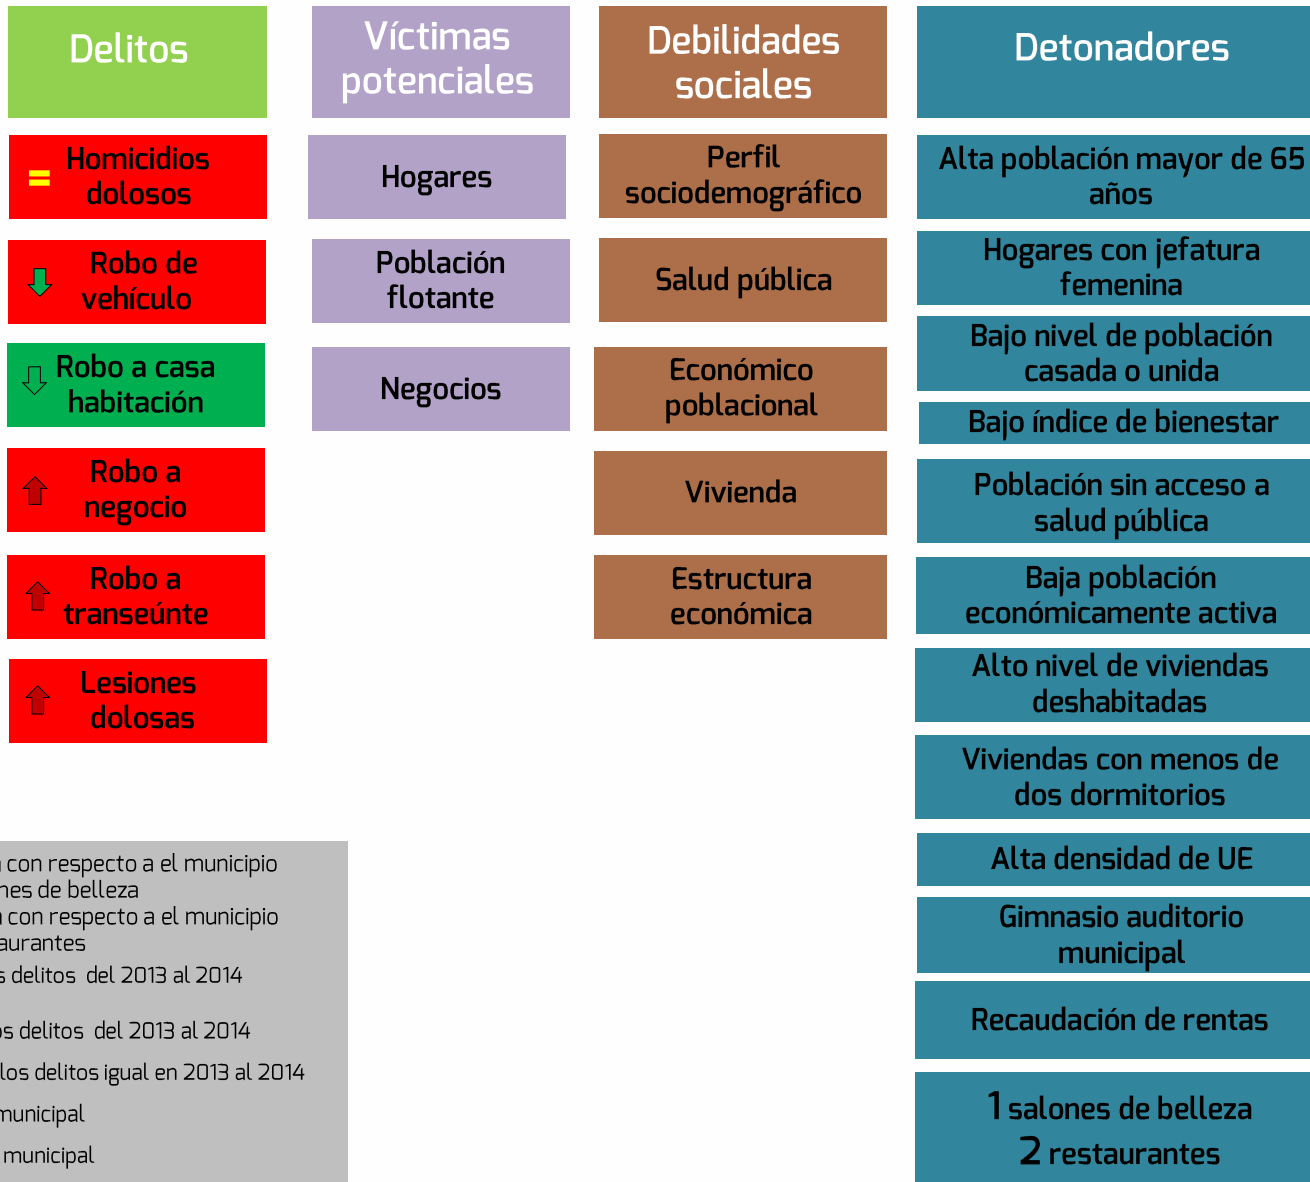 Delitos
Homicidios
dolosos
Robo de
vehículo
Robo a casa
habitación
Robo a
negocio
Robo a
transeúnte
Lesiones
dolosas
Víctimas
potenciales
Hogares
Población
flotante
Negocios
Debilidades
sociales
Perfil
sociodemográfico
Salud pública
Económico
poblacional
Vivienda
Estructura
económica
Detonadores
Alta población mayor de 65
años
Hogares con jefatura
femenina
Bajo nivel de población
casada o unida
Bajo índice de bienestar
Población sin acceso a
salud pública
Baja población
económicamente activa
Alto nivel de viviendas
deshabitadas
Viviendas con menos de
dos dormitorios
Alta densidad de UE
Gimnasio auditorio
municipal
Recaudación de rentas
1 salones de belleza
2 restaurantes
con respecto a el municipio
de belleza
con respecto a el municipio
delitos del 2013 al 2014
delitos del 2013 al 2014
los delitos igual en 2013 al 2014
municipal
municipal